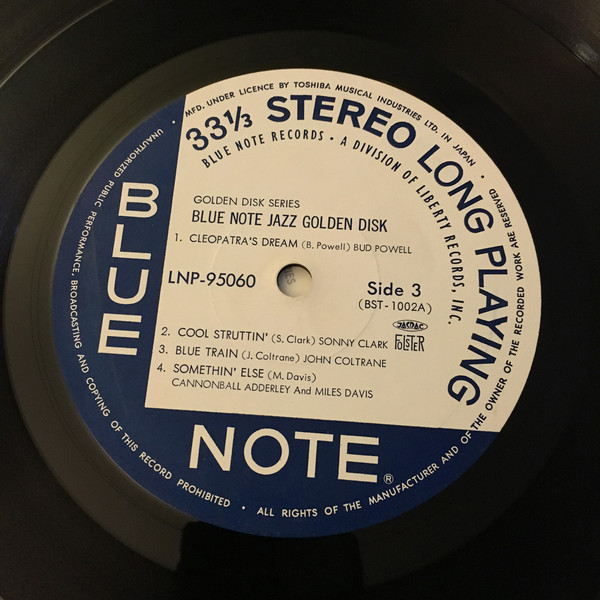 MFD. UNDER LICENCE BY TOSHIBA MUSICAL INDUSTRIES LTD. IN JAPAN
33⅓ STEREO LONG PLAYING
BLUE NOTE RECORDS • A DIVISION OF LIBERTY RECORDS, INC.
GOLDEN DISK SERIES
BLUE NOTE JAZZ GOLDEN DISK
1. CLEOPATRA'S DREAM (B. Powell) BUD POWELL
LNP-95060
Side 3
(BST-1002A)
2. COOL STRUTTIN' (S. Clark) SONNY CLARK
3. BLUE TRAIN (J. Coltrane) JOHN COLTRANE
4. SOMETHIN' ELSE (M. Davis)
CANNONBALL ADDERLEY And MILES DAVIS
JASRAC
FOLSTER
BLUE
NOTE®
UNAUTHORIZED PUBLIC PERFORMANCE, BROADCASTING AND COPYING OF THIS RECORD PROHIBITED • ALL RIGHTS OF THE MANUFACTURER AND OF THE OWNER OF THE RECORDED WORK ARE RESERVED •